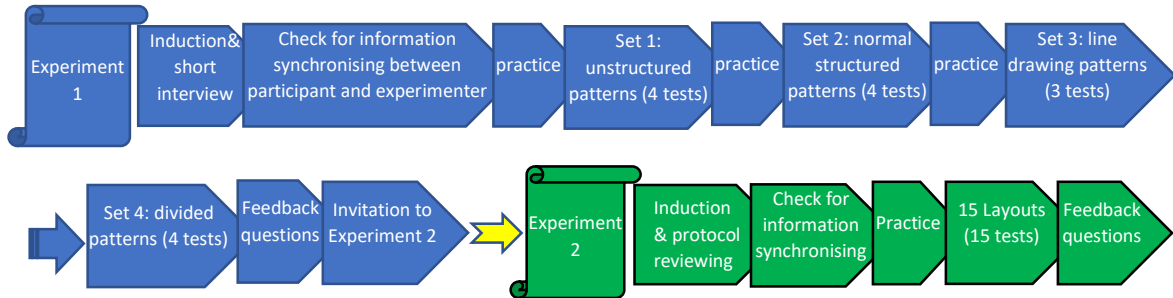 Experiment
1
Induction&
short
interview
Check for information
synchronising between
participant and experimenter
practice
Set 1:
unstructured
patterns (4 tests)
practice
Set 2: normal
structured
patterns (4 tests)
practice
Set 3: line
drawing patterns
(3 tests)
Set 4: divided
patterns (4 tests)
Feedback
questions
Invitation to
Experiment 2
Experiment
2
Induction
& protocol
reviewing
Check for
information
synchronising
Practice
15 Layouts
(15 tests)
Feedback
questions